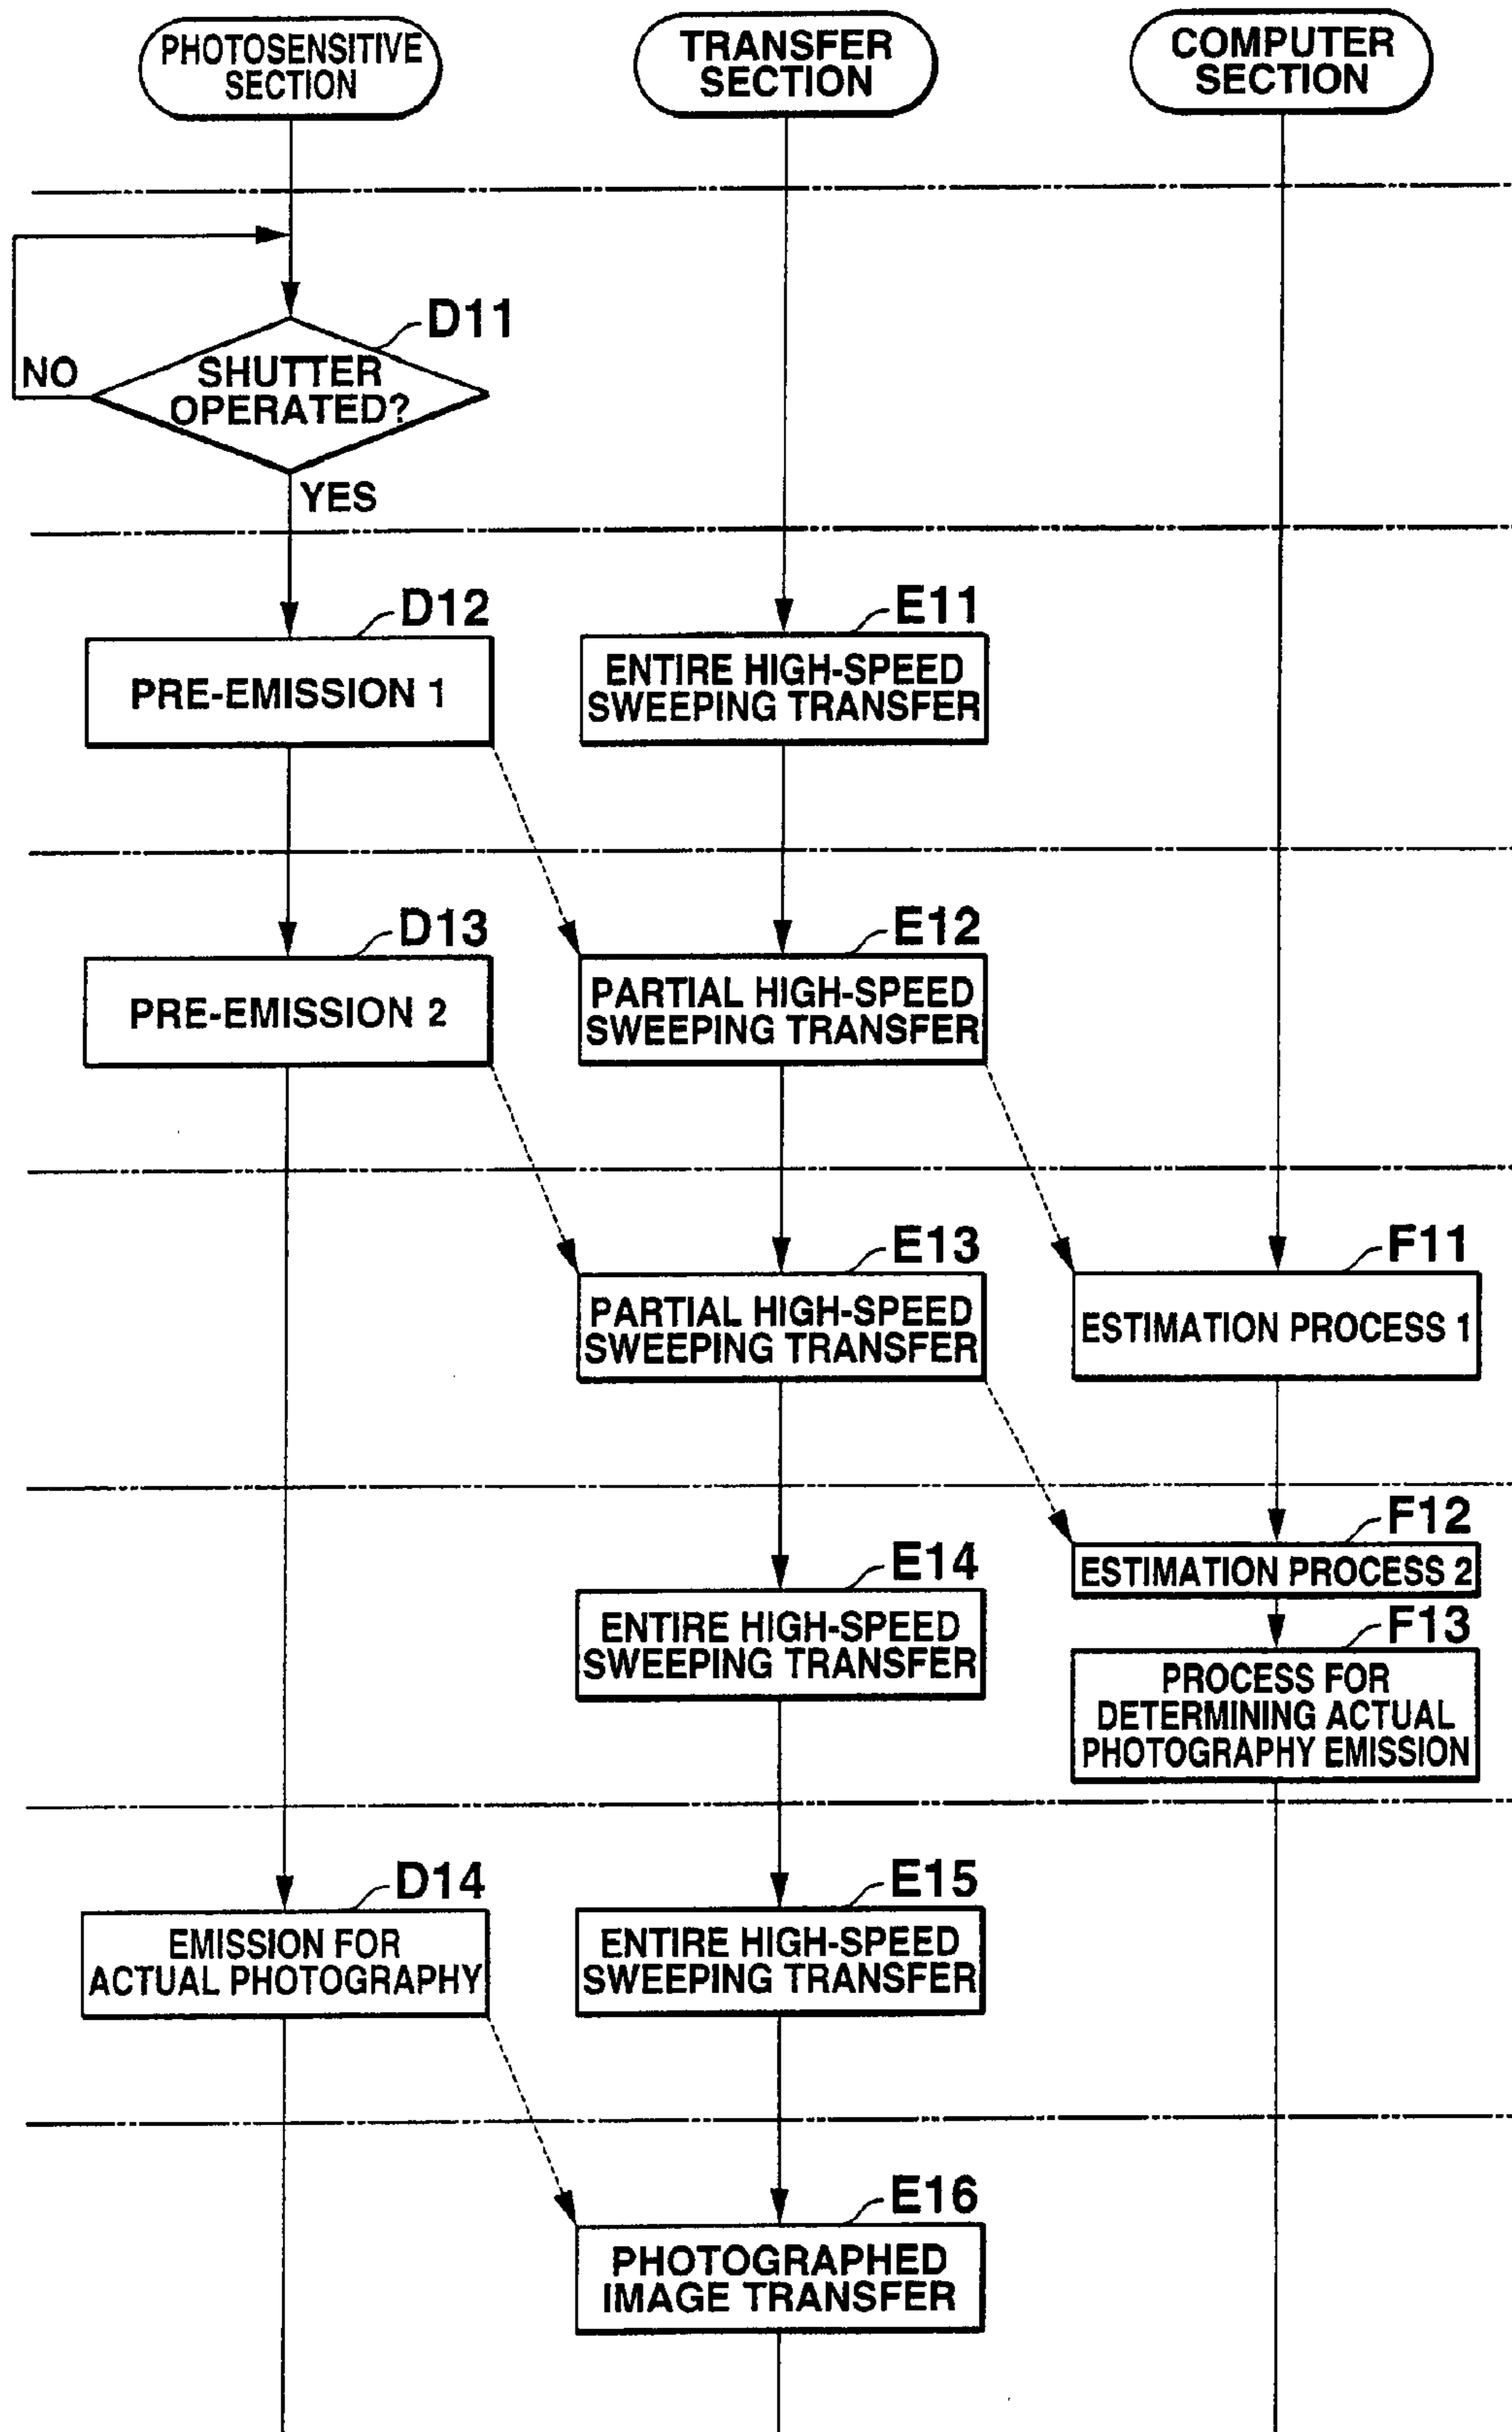 PHOTOSENSITIVE
SECTION
TRANSFER
SECTION
COMPUTER
SECTION
D11
NO
SHUTTER
OPERATED?
YES
D12
PRE-EMISSION 1
E11
ENTIRE HIGH-SPEED
SWEEPING TRANSFER
D13
PRE-EMISSION 2
E12
PARTIAL HIGH-SPEED
SWEEPING TRANSFER
E13
PARTIAL HIGH-SPEED
SWEEPING TRANSFER
F11
ESTIMATION PROCESS 1
F12
ESTIMATION PROCESS 2
E14
ENTIRE HIGH-SPEED
SWEEPING TRANSFER
F13
PROCESS FOR
DETERMINING ACTUAL
PHOTOGRAPHY EMISSION
D14
EMISSION FOR
ACTUAL PHOTOGRAPHY
E15
ENTIRE HIGH-SPEED
SWEEPING TRANSFER
E16
PHOTOGRAPHED
IMAGE TRANSFER